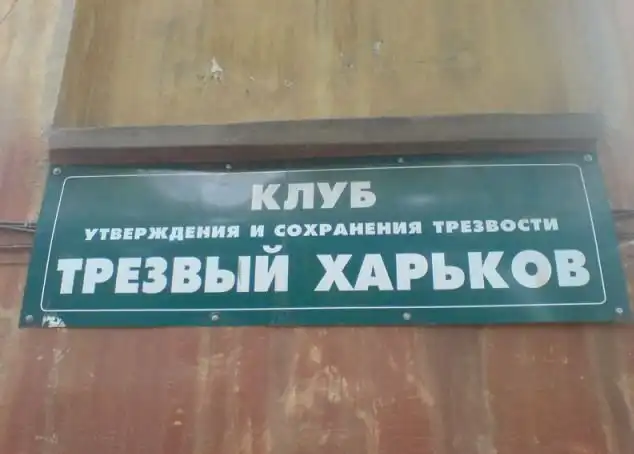 КЛУБ
УТВЕРЖДЕНИЯ И СОХРАНЕНИЯ ТРЕЗВОСТИ
ТРЕЗВЫЙ ХАРЬКОВ